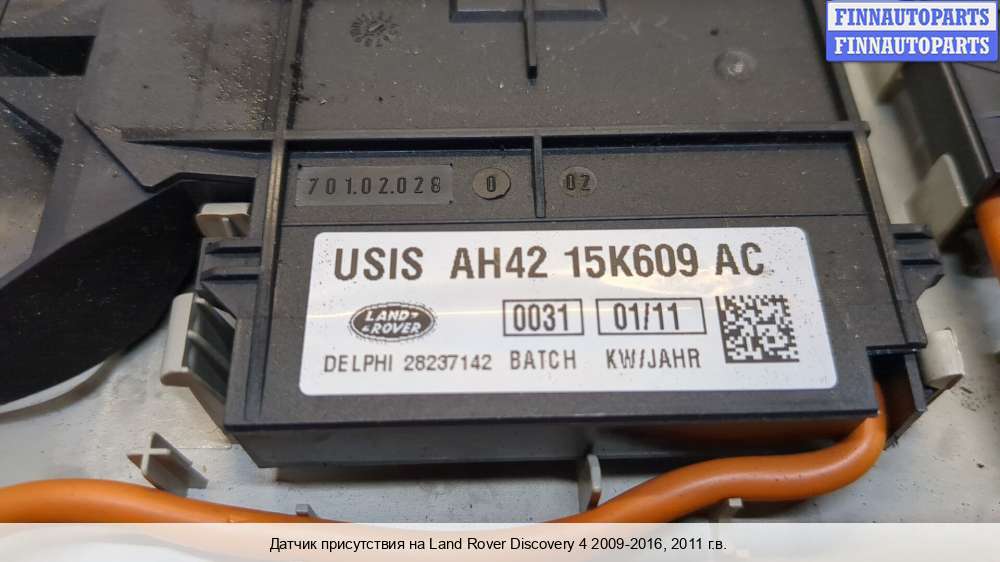 FINNAUTOPARTS
FINNAUTOPARTS
701.02.028 0 02
USIS AH42 15K609 AC
LAND ROVER
0031 01/11
DELPHI 28237142 BATCH KW/JAHR
Датчик присутствия на Land Rover Discovery 4 2009-2016, 2011 г.в.